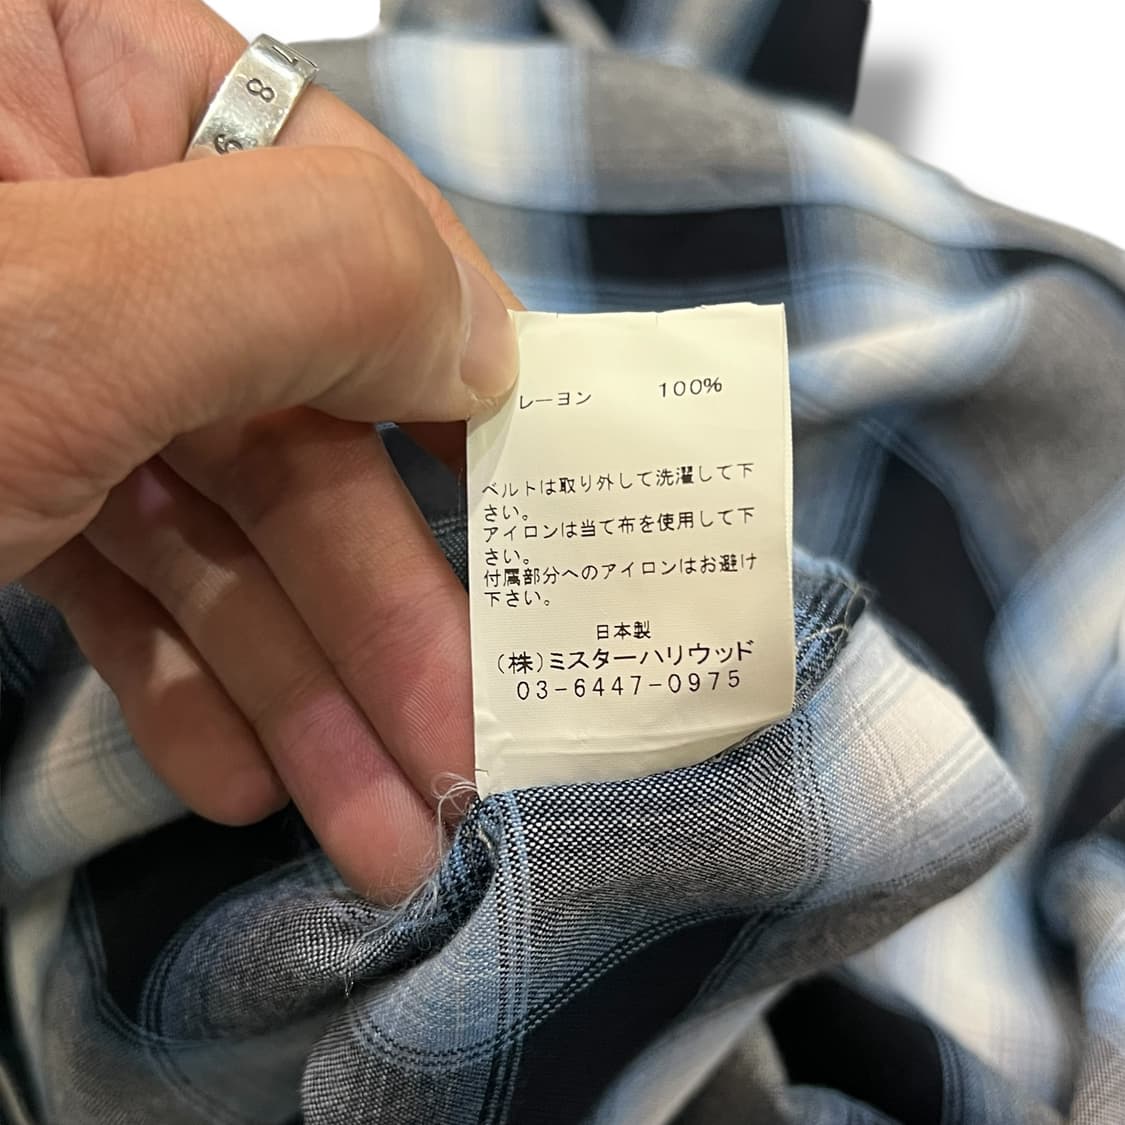 8
レーヨン 100%
ベルトは取り外して洗濯して下
さい。
アイロンは当て布を使用して下
さい。
付属部分へのアイロンはお避け
下さい。
日本製
(株)ミスターハリウッド
03-6447-0975